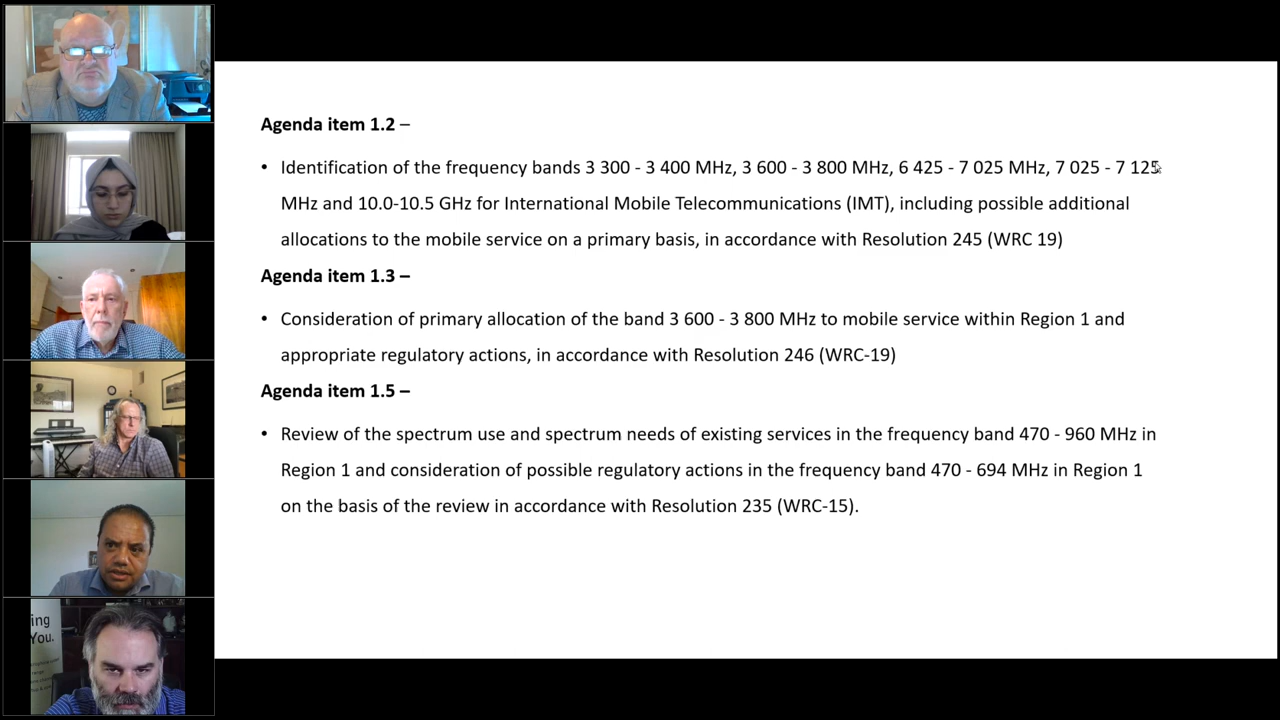 Agenda item 1.2 –
• Identification of the frequency bands 3 300 - 3 400 MHz, 3 600 - 3 800 MHz, 6 425 - 7 025 MHz, 7 025 - 7 125
MHz and 10.0-10.5 GHz for International Mobile Telecommunications (IMT), including possible additional
allocations to the mobile service on a primary basis, in accordance with Resolution 245 (WRC 19)
Agenda item 1.3 –
• Consideration of primary allocation of the band 3 600 - 3 800 MHz to mobile service within Region 1 and
appropriate regulatory actions, in accordance with Resolution 246 (WRC-19)
Agenda item 1.5 –
• Review of the spectrum use and spectrum needs of existing services in the frequency band 470 - 960 MHz in
Region 1 and consideration of possible regulatory actions in the frequency band 470 - 694 MHz in Region 1
on the basis of the review in accordance with Resolution 235 (WRC-15).
ing
You.